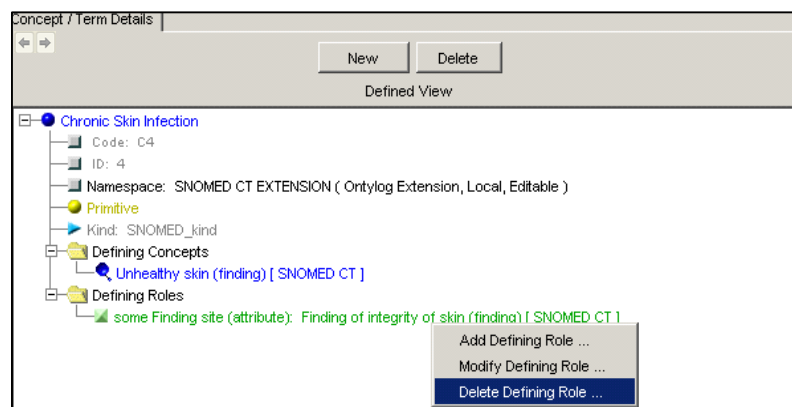 Concept / Term Details
New Delete
Defined View
Chronic Skin Infection
Code: C4
ID: 4
Namespace: SNOMED CT EXTENSION ( Ontylog Extension, Local, Editable )
Primitive
Kind: SNOMED_kind
Defining Concepts
Unhealthy skin (finding) [ SNOMED CT ]
Defining Roles
some Finding site (attribute): Finding of integrity of skin (finding) [ SNOMED CT ]
Add Defining Role ...
Modify Defining Role ...
Delete Defining Role ...